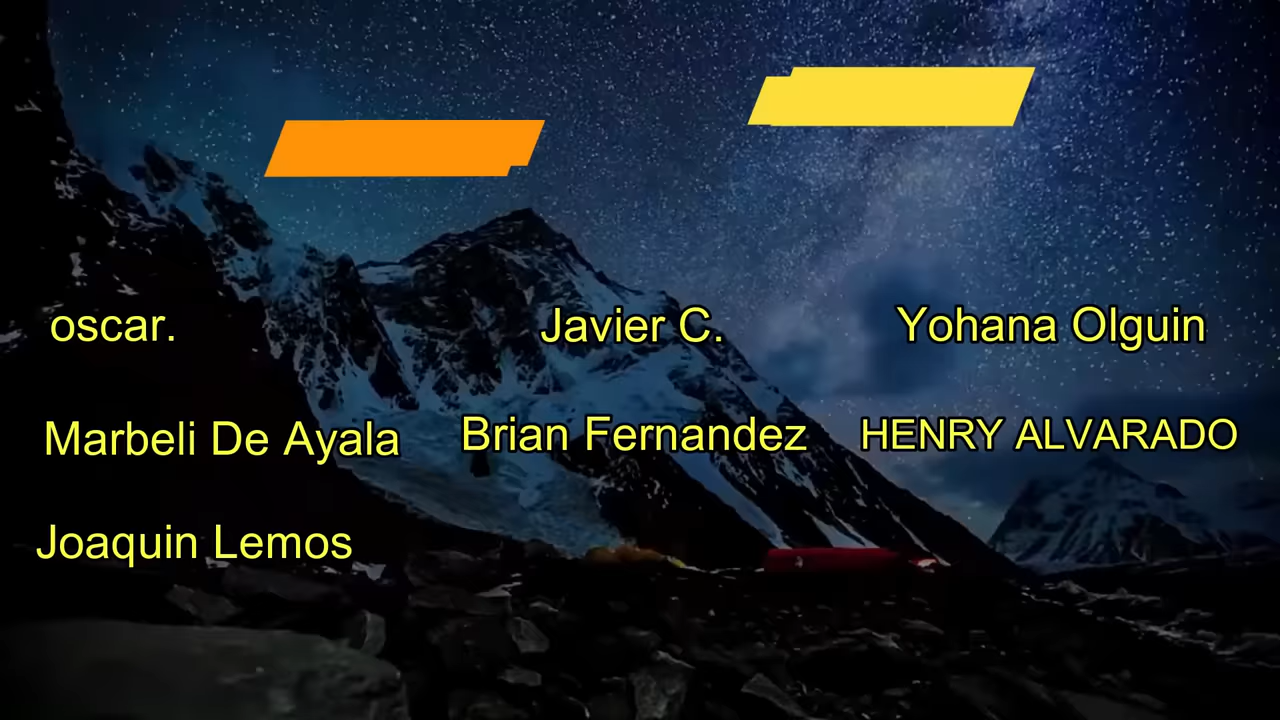 oscar.
Javier C.
Yohana Olguin
Marbeli De Ayala
Brian Fernandez
HENRY ALVARADO
Joaquin Lemos